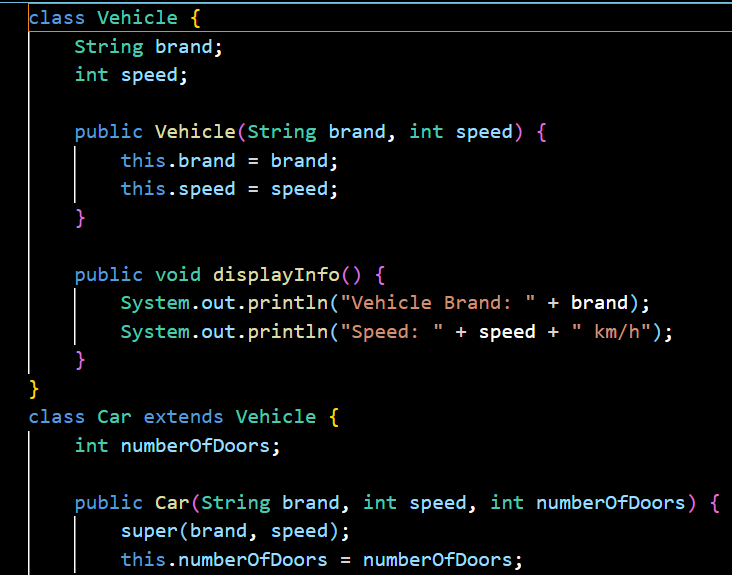 class Vehicle {
    String brand;
    int speed;

    public Vehicle(String brand, int speed) {
        this.brand = brand;
        this.speed = speed;
    }

    public void displayInfo() {
        System.out.println("Vehicle Brand: " + brand);
        System.out.println("Speed: " + speed + " km/h");
    }
}
class Car extends Vehicle {
    int numberOfDoors;

    public Car(String brand, int speed, int numberOfDoors) {
        super(brand, speed);
        this.numberOfDoors = numberOfDoors;